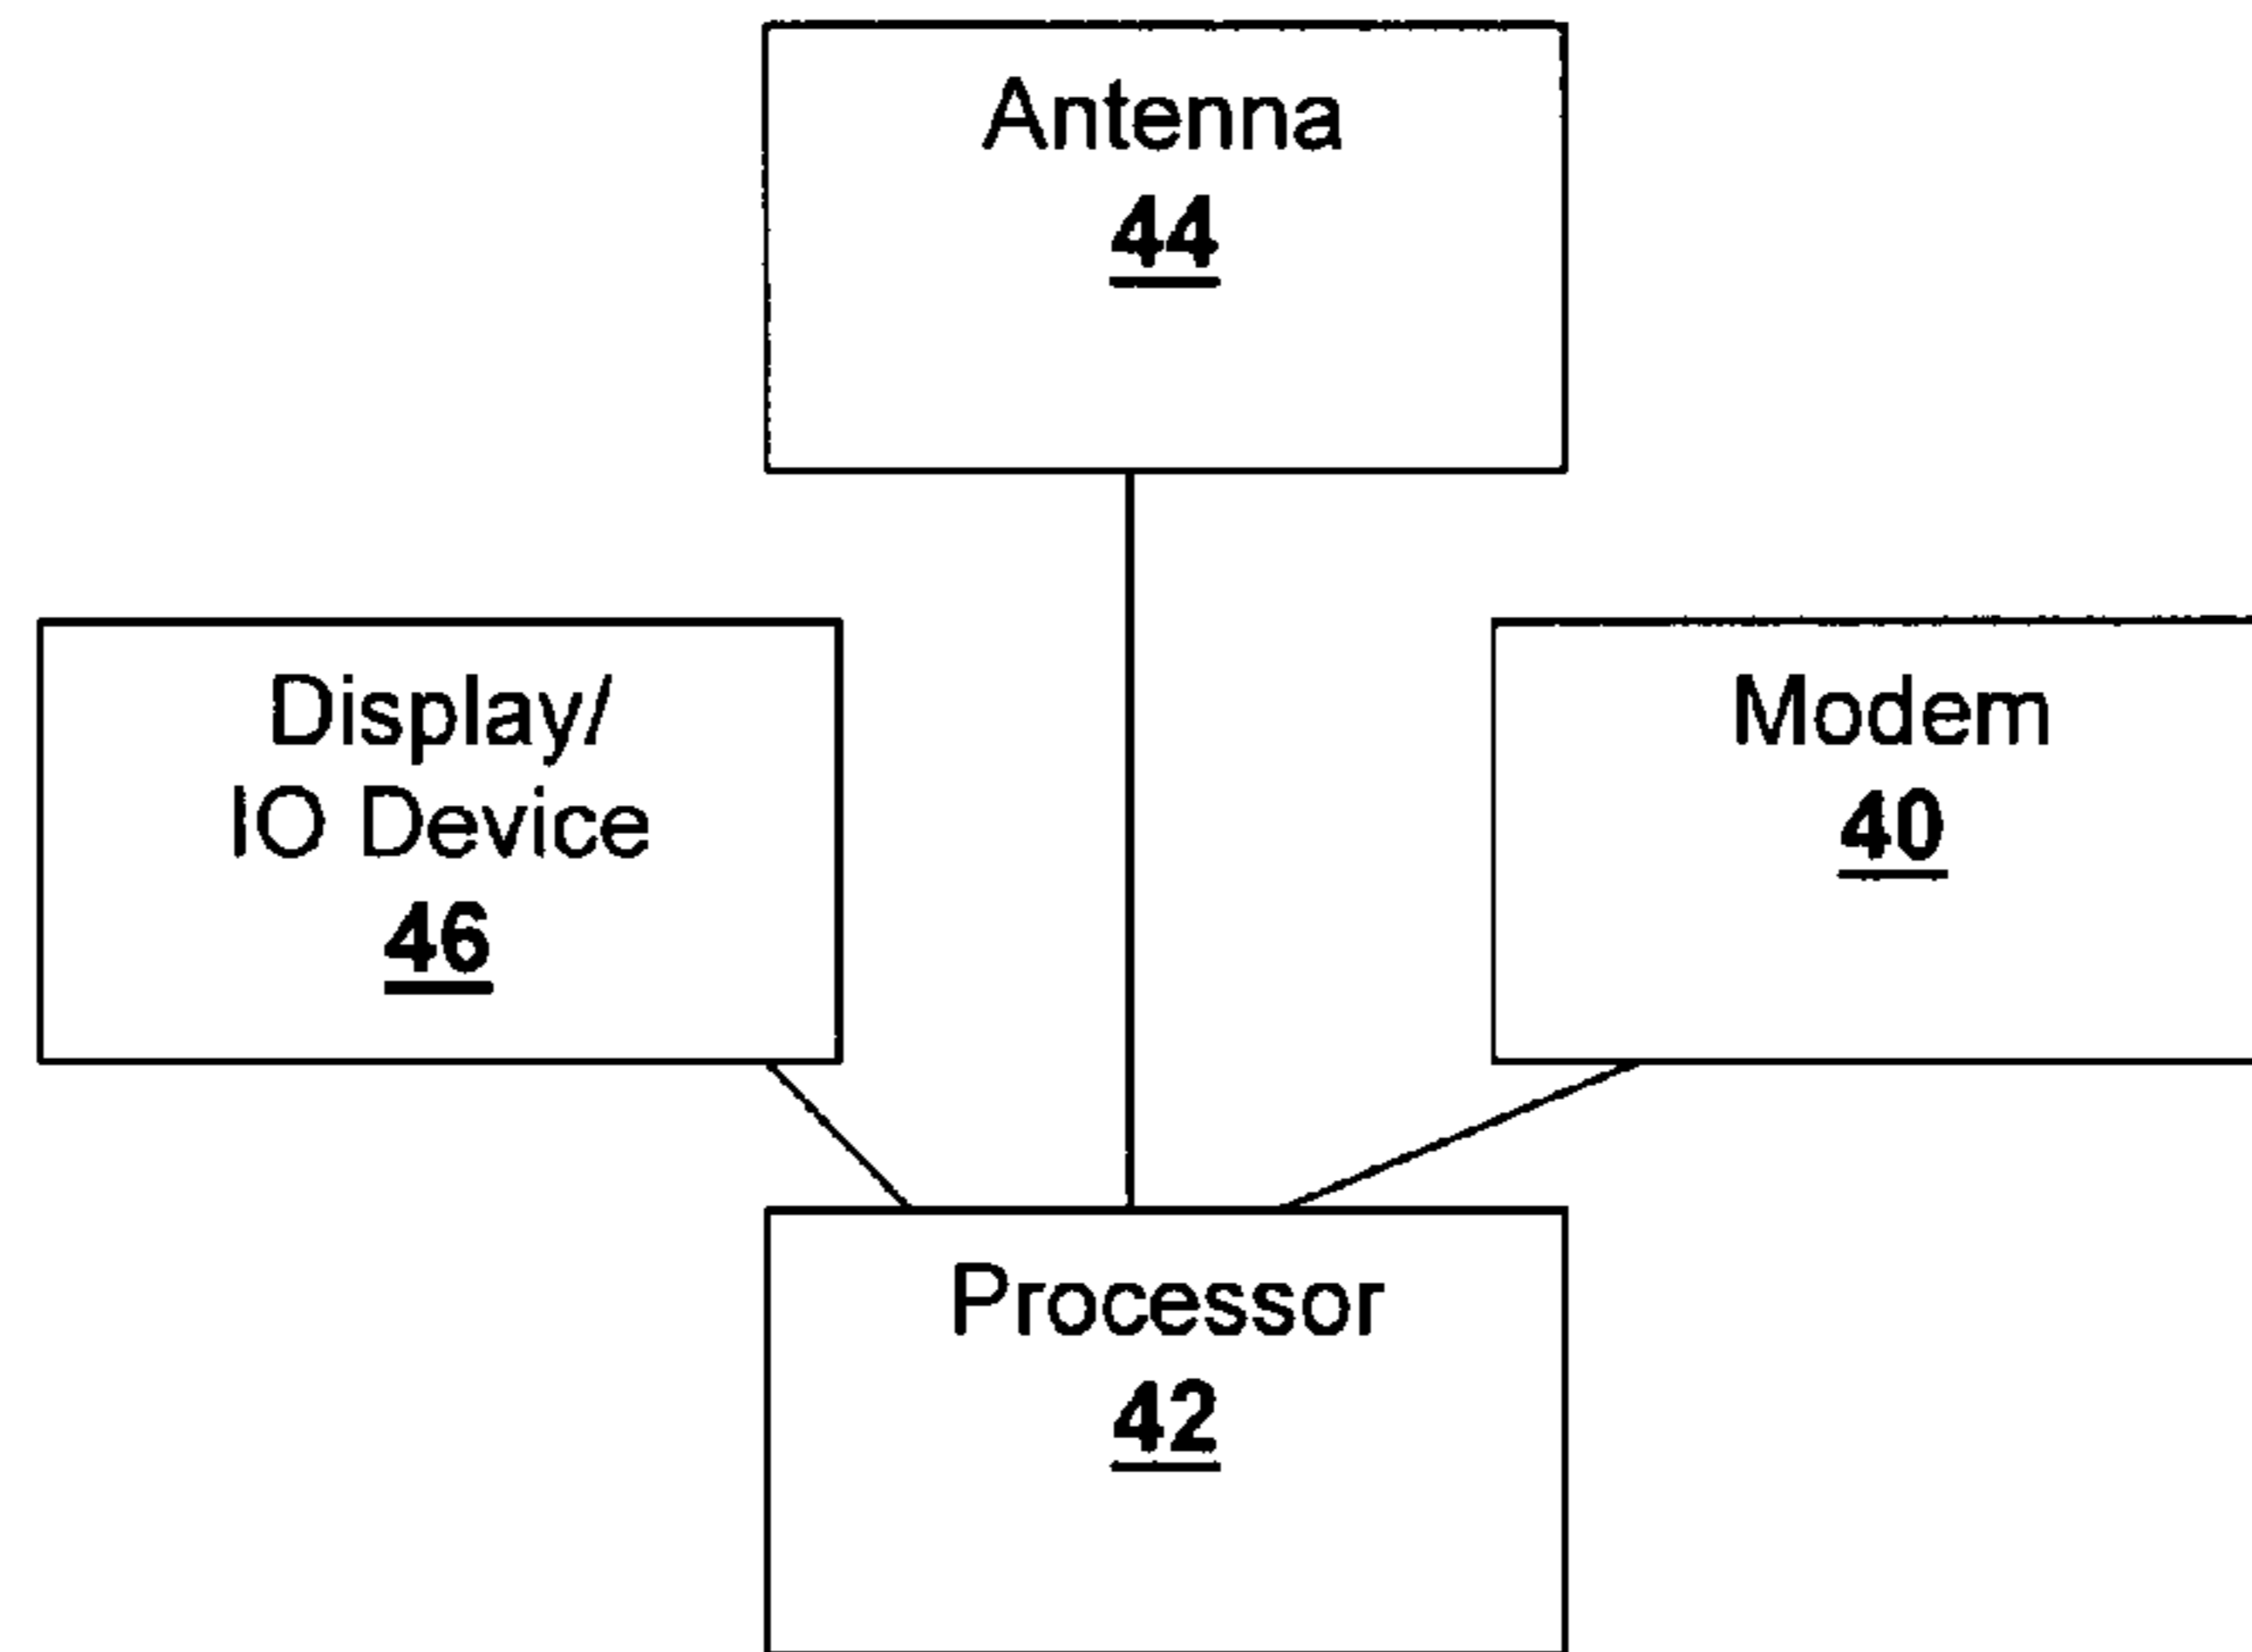 Antenna
44
Display/
IO Device
46
Modem
40
Processor
42